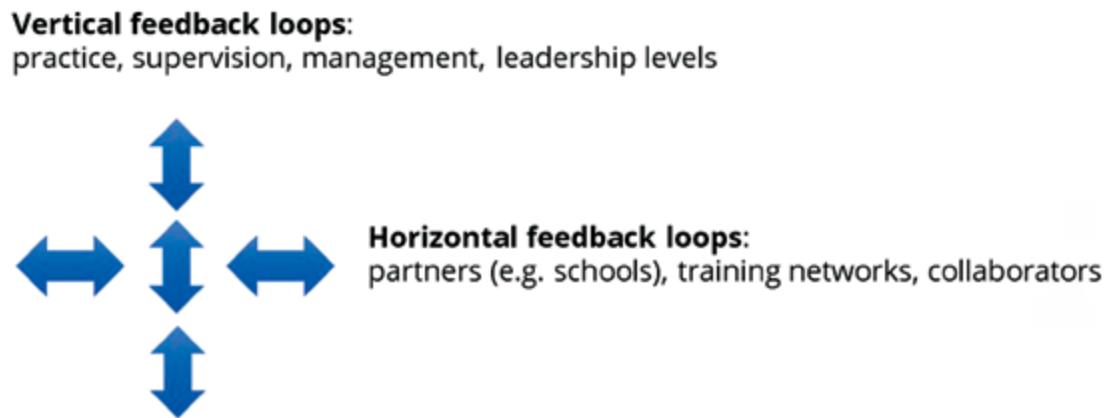 Vertical feedback loops:
practice, supervision, management, leadership levels
Horizontal feedback loops:
partners (e.g. schools), training networks, collaborators